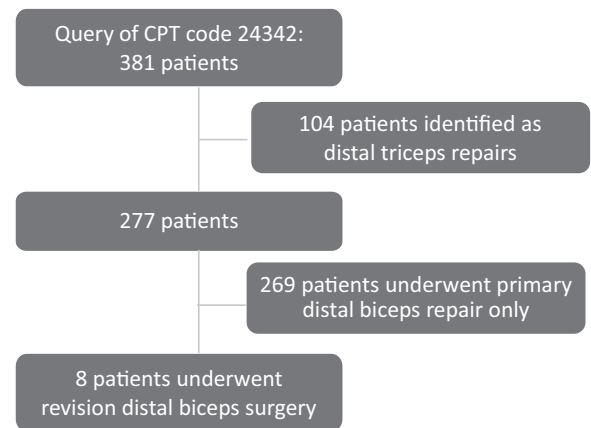 Query of CPT code 24342:
381 patients
104 patients identified as
distal triceps repairs
277 patients
269 patients underwent primary
distal biceps repair only
8 patients underwent
revision distal biceps surgery